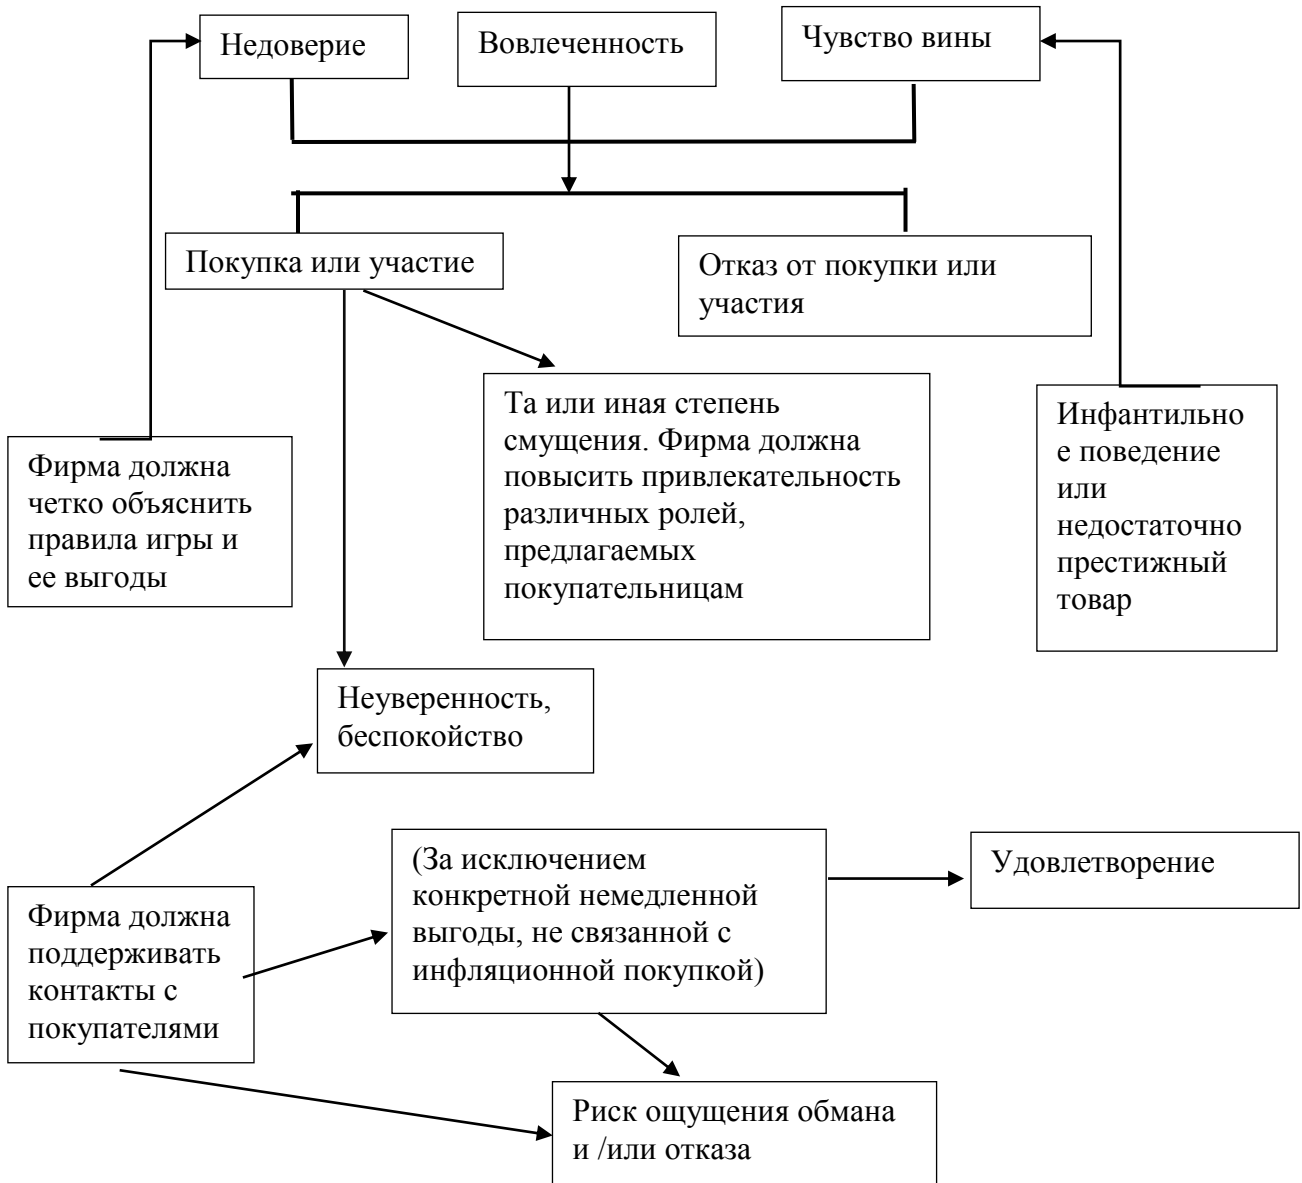 Недоверие
Вовлеченность
Чувство вины
Покупка или участие
Отказ от покупки или
участия
Та или иная степень
смущения. Фирма должна
повысить привлекательность
различных ролей,
предлагаемых
покупательницам
Инфантильно
е поведение
или
недостаточно
престижный
товар
Фирма должна
четко объяснить
правила игры и
ее выгоды
Неуверенность,
беспокойство
(За исключением
конкретной немедленной
выгоды, не связанной с
инфляционной покупкой)
Удовлетворение
Фирма должна
поддерживать
контакты с
покупателями
Риск ощущения обмана
и /или отказа